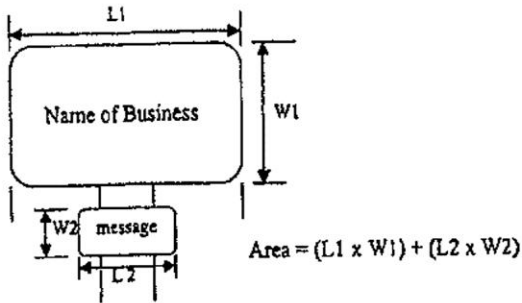 L1
Name of Business
W1
W2
message
L2
Area = (L1 x W1) + (L2 x W2)